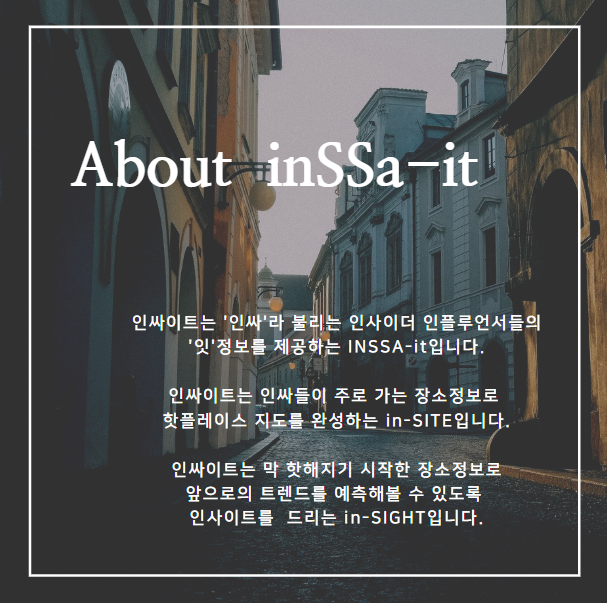 About inSSa-it
인싸이트는 '인싸'라 불리는 인사이더 인플루언서들의
'잇'정보를 제공하는 INSSA-it입니다.
인싸이트는 인싸들이 주로 가는 장소정보로
핫플레이스 지도를 완성하는 in-SITE입니다.
인싸이트는 막 핫해지기 시작한 장소정보로
앞으로의 트렌드를 예측해볼 수 있도록
인사이트를 드리는 in-SIGHT입니다.